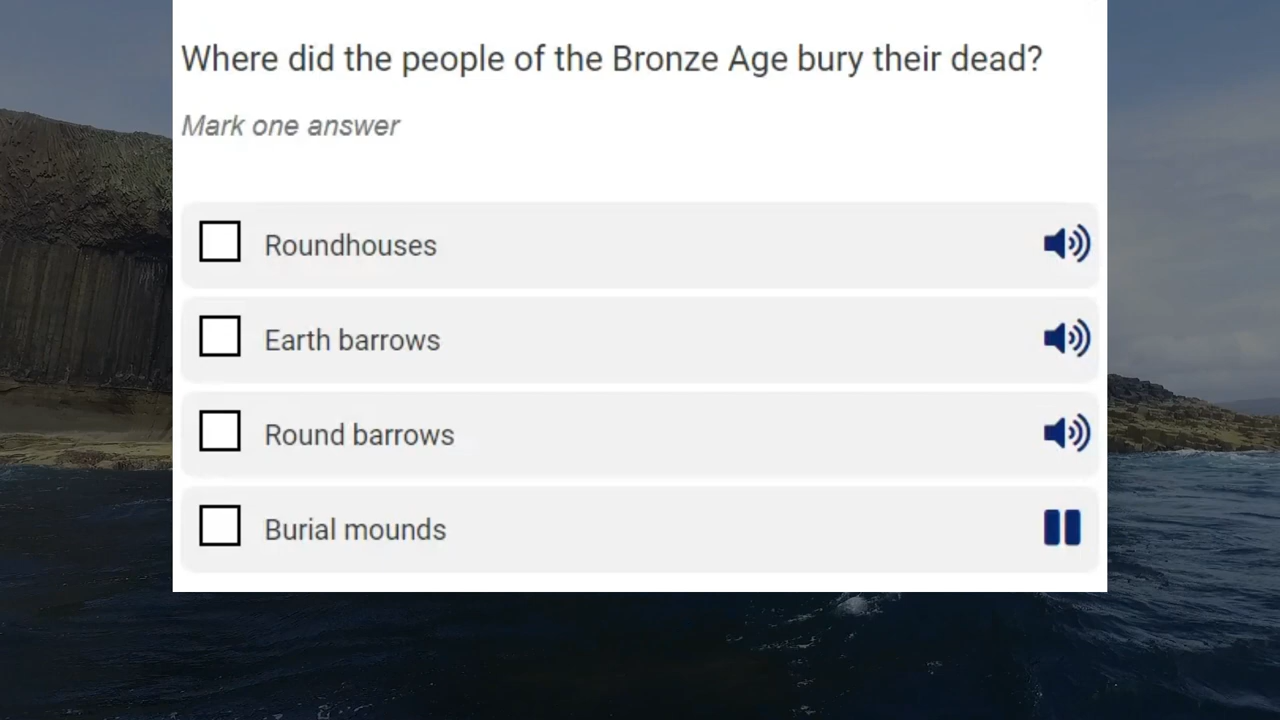 Where did the people of the Bronze Age bury their dead?
Mark one answer
Roundhouses
Earth barrows
Round barrows
Burial mounds